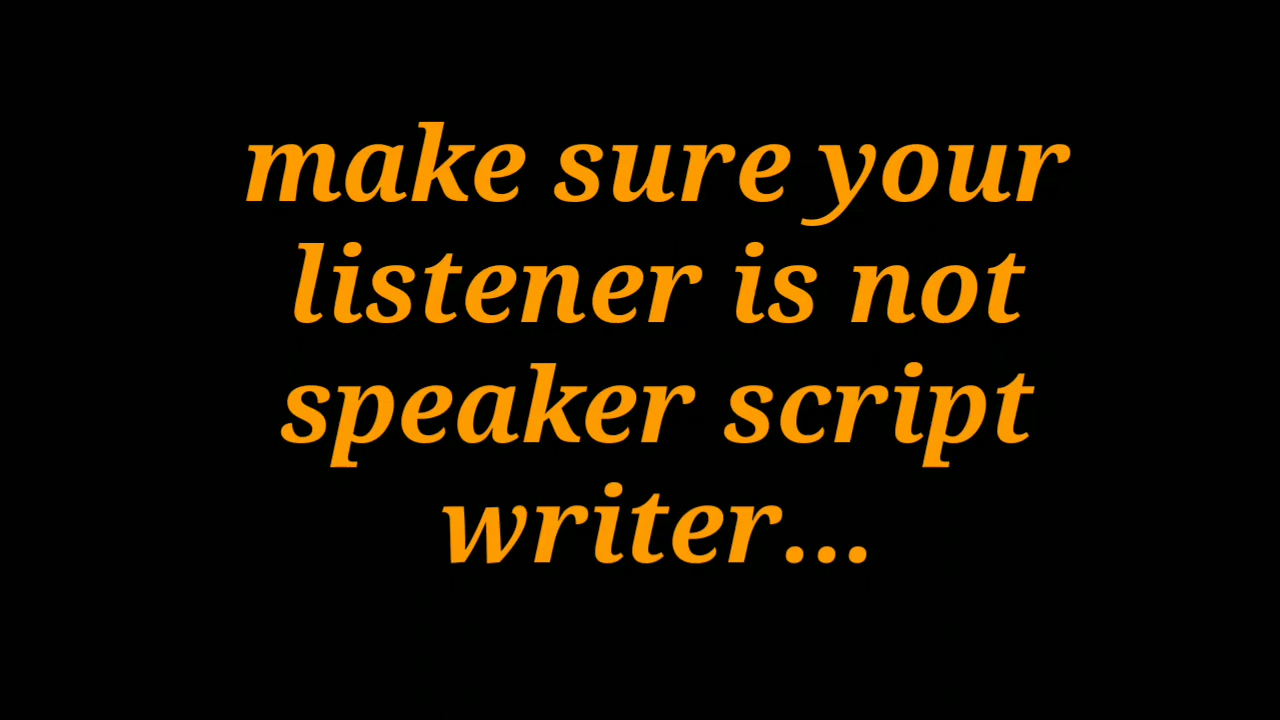 make sure your
listener is not
speaker script
writer...